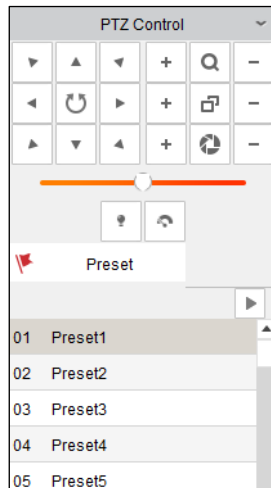 PTZ Control
Preset
01 Preset1
02 Preset2
03 Preset3
04 Preset4
05 Preset5